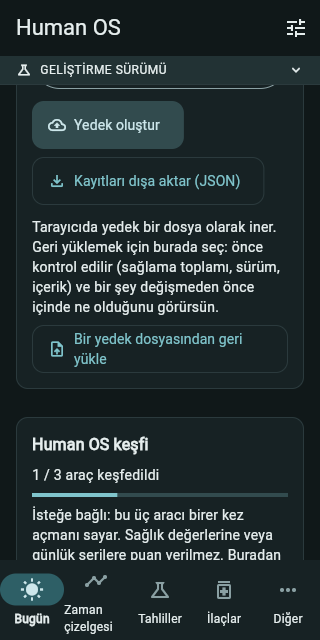 Human OS
GELİŞTİRME SÜRÜMÜ
Yedek oluştur
Kayıtları dışa aktar (JSON)
Tarayıcıda yedek bir dosya olarak iner.
Geri yüklemek için burada seç: önce
kontrol edilir (sağlama toplamı, sürüm,
içerik) ve bir şey değişmeden önce
içinde ne olduğunu görürsün.
Bir yedek dosyasından geri
yükle
Human OS keşfi
1 / 3 araç keşfedildi
İsteğe bağlı: bu üç aracı birer kez
açmanı sayar. Sağlık değerlerine veya
günlük serilere puan verilmez. Buradan
Bugün
Zaman
çizelgesi
Tahliller
İlaçlar
Diğer